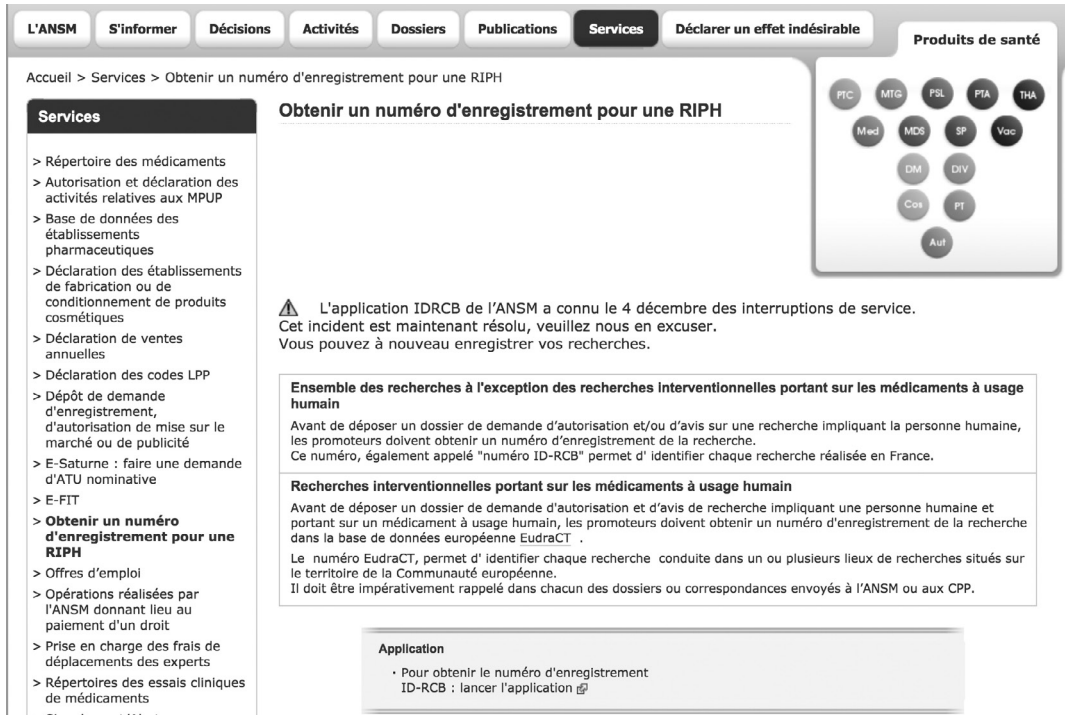 L'ANSM S'informer Décisions Activités Dossiers Publications Services Déclarer un effet indésirable
Produits de santé
PTC MTG PSL PTA THA
Med MDS SP Vac
DM DIV
Cos PT
Aut
Accueil > Services > Obtenir un numéro d'enregistrement pour une RIPH
Services
> Répertoire des médicaments
> Autorisation et déclaration des
activités relatives aux MPUP
> Base de données des
établissements
pharmaceutiques
> Déclaration des établissements
de fabrication ou de
conditionnement de produits
cosmétiques
> Déclaration de ventes
annuelles
> Déclaration des codes LPP
> Dépôt de demande
d'enregistrement,
d'autorisation de mise sur le
marché ou de publicité
> E-Saturne : faire une demande
d'ATU nominative
> E-FIT
> Obtenir un numéro
d'enregistrement pour une
RIPH
> Offres d'emploi
> Opérations réalisées par
l'ANSM donnant lieu au
paiement d'un droit
> Prise en charge des frais de
déplacements des experts
> Répertoires des essais cliniques
de médicaments
Obtenir un numéro d'enregistrement pour une RIPH
L'application IDRCB de l'ANSM a connu le 4 décembre des interruptions de service.
Cet incident est maintenant résolu, veuillez nous en excuser.
Vous pouvez à nouveau enregistrer vos recherches.
Ensemble des recherches à l'exception des recherches interventionnelles portant sur les médicaments à usage
humain
Avant de déposer un dossier de demande d'autorisation et/ou d'avis sur une recherche impliquant la personne humaine,
les promoteurs doivent obtenir un numéro d'enregistrement de la recherche.
Ce numéro, également appelé "numéro ID-RCB" permet d' identifier chaque recherche réalisée en France.
Recherches interventionnelles portant sur les médicaments à usage humain
Avant de déposer un dossier de demande d'autorisation et d'avis de recherche impliquant une personne humaine et
portant sur un médicament à usage humain, les promoteurs doivent obtenir un numéro d'enregistrement de la recherche
dans la base de données européenne EudraCT .
Le numéro EudraCT, permet d' identifier chaque recherche conduite dans un ou plusieurs lieux de recherches situés sur
le territoire de la Communauté européenne.
Il doit être impérativement rappelé dans chacun des dossiers ou correspondances envoyés à l'ANSM ou aux CPP.
Application
· Pour obtenir le numéro d'enregistrement
ID-RCB : lancer l'application